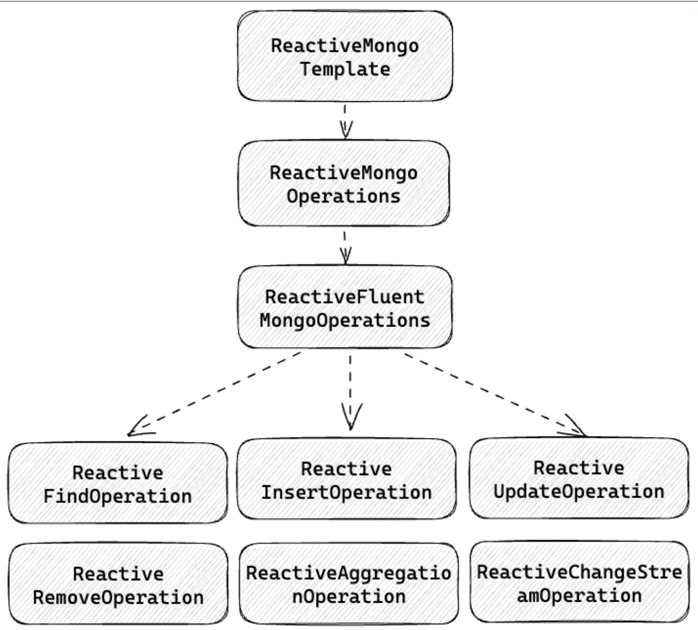 ReactiveMongo
Template
ReactiveMongo
Operations
ReactiveFluent
MongoOperations
Reactive
FindOperation
Reactive
InsertOperation
Reactive
UpdateOperation
Reactive
RemoveOperation
ReactiveAggregatio
nOperation
ReactiveChangeStre
amOperation